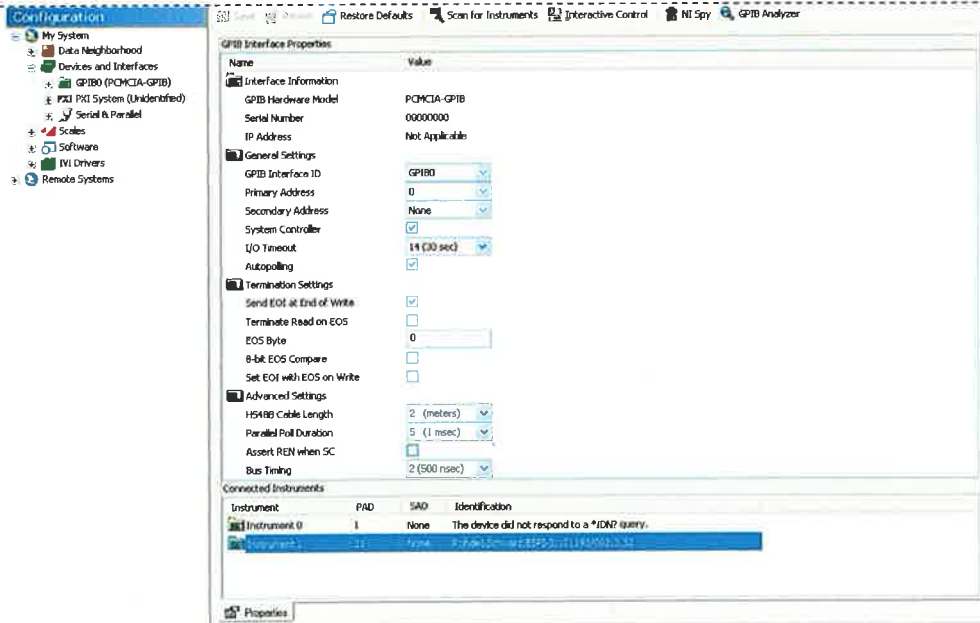 Configuration
Restore Defaults Scan for Instruments Interactive Control NI Spy GPIB Analyzer
My System
Data Neighborhood
Devices and Interfaces
GPIB0 (PCMCIA-GPIB)
PXI PXI System (Unidentified)
Serial & Parallel
Scales
Software
IVI Drivers
Remote Systems
GPIB Interface Properties
Name Value
Interface Information
GPIB Hardware Model PCMCIA-GPIB
Serial Number 00000000
IP Address Not Applicable
General Settings
GPIB Interface ID GPIB0
Primary Address 0
Secondary Address None
System Controller
I/O Timeout 14 (30 sec)
Autopolling
Termination Settings
Send EOI at End of Write
Terminate Read on EOS
EOS Byte 0
8-bit EOS Compare
Set EOI with EOS on Write
Advanced Settings
HS488 Cable Length 2 (meters)
Parallel Poll Duration 5 (1 msec)
Assert REN when SC
Bus Timing 2 (500 nsec)
Connected Instruments
Instrument PAD SAD Identification
Instrument 0 1 None The device did not respond to a *IDN? query.
None
Properties